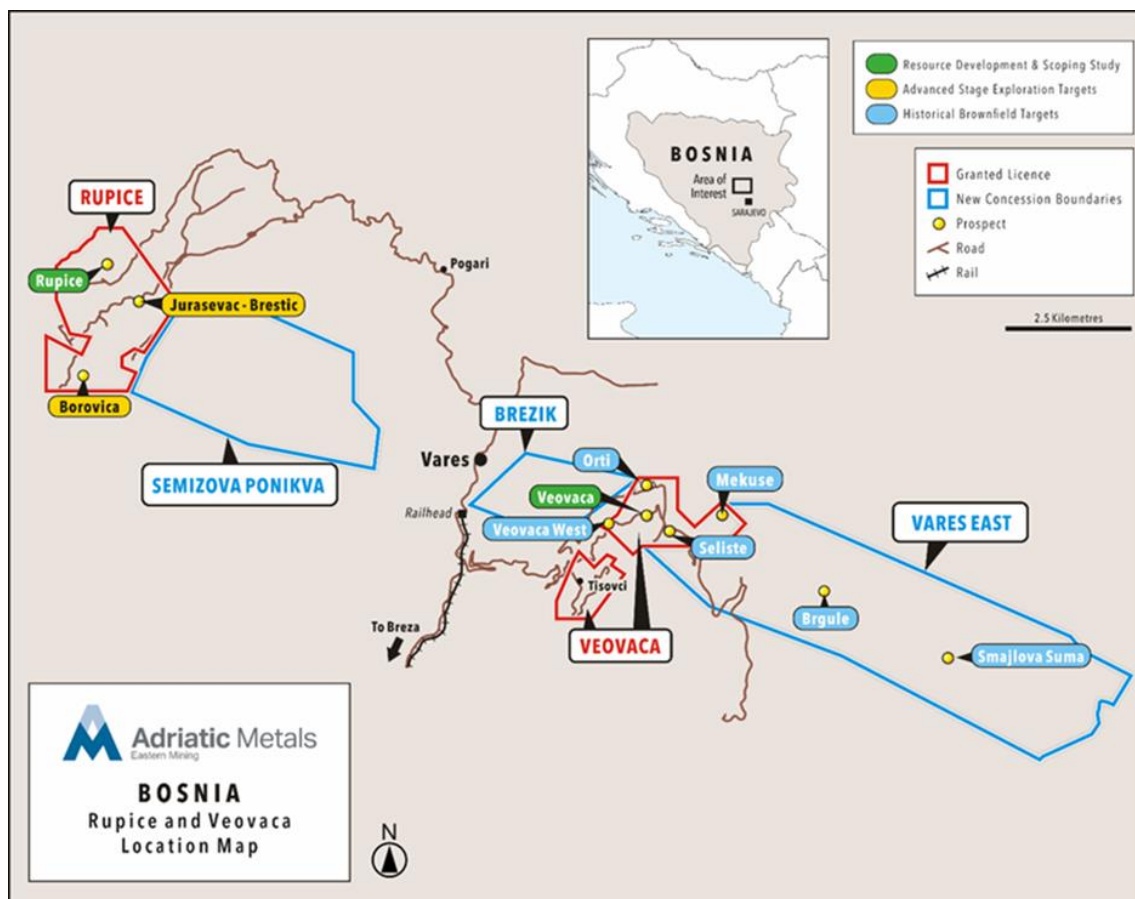 Resource Development & Scoping Study
Advanced Stage Exploration Targets
Historical Brownfield Targets
BOSNIA
Area of
Interest
SARAJEVO
Granted Licence
New Concession Boundaries
Prospect
Road
Rail
2.5 Kilometres
RUPICE
Rupice
Pogari
Jurasevac - Brestic
Borovica
SEMIZOVA PONIKVA
BREZIK
Vares
Orti
Mekuse
Veovaca
Railhead
Veovaca West
Seliste
VARES EAST
Tisovci
Brgule
To Breza
VEOVACA
Smajlova Suma
Adriatic Metals
Eastern Mining
BOSNIA
Rupice and Veovaca
Location Map
N